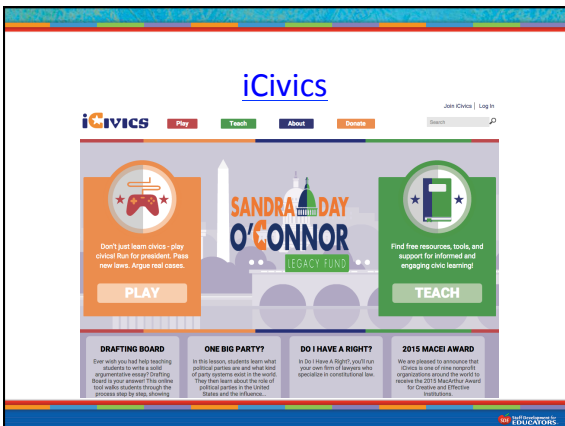 iCivics
Join iCivics | Log In
iCIVICS Play Teach About Donate Search
SANDRA DAY
O'CONNOR
LEGACY FUND
Don't just learn civics - play
civics! Run for president. Pass
new laws. Argue real cases.
PLAY
Find free resources, tools, and
support for informed and
engaging civic learning!
TEACH
DRAFTING BOARD
Ever wish you had help teaching
students to write a solid
argumentative essay? Drafting
Board is your answer! This online
tool walks students through the
process step by step, showing
ONE BIG PARTY?
In this lesson, students learn what
political parties are and what kind
of party systems exist in the world.
They then learn about the role of
political parties in the United
States and the influence...
DO I HAVE A RIGHT?
In Do I Have A Right?, you'll run
your own firm of lawyers who
specialize in constitutional law.
2015 MACEI AWARD
We are pleased to announce that
iCivics is one of nine nonprofit
organizations around the world to
receive the 2015 MacArthur Award
for Creative and Effective
Institutions.
Staff Development for
EDUCATORS